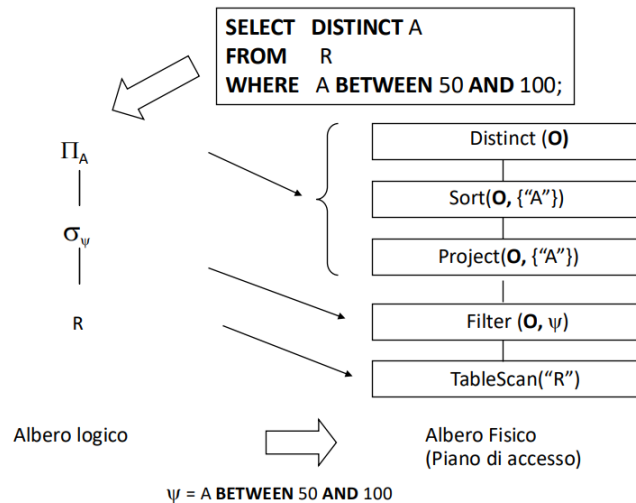 SELECT DISTINCT A
FROM R
WHERE A BETWEEN 50 AND 100;
Π_A
σ_ψ
R
Distinct (O)
Sort(O, {“A”})
Project(O, {“A”})
Filter (O, ψ)
TableScan(“R”)
Albero logico
Albero Fisico
(Piano di accesso)
ψ = A BETWEEN 50 AND 100